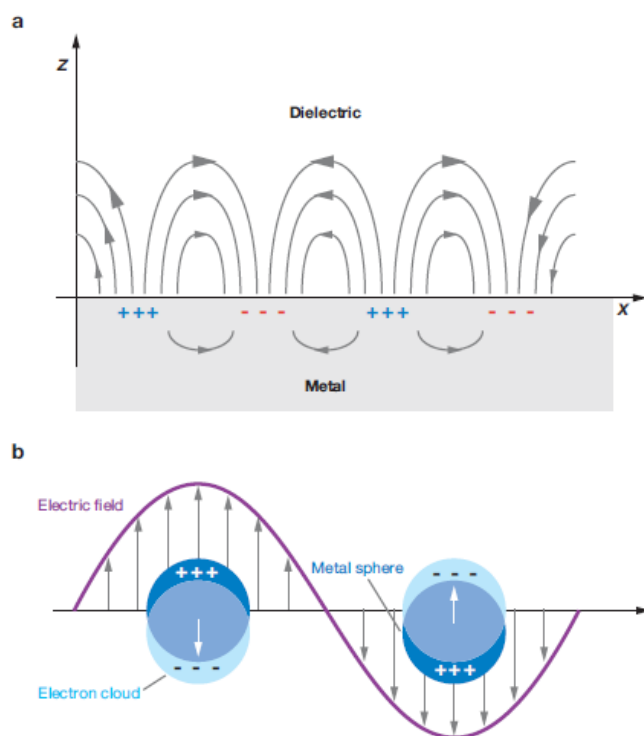 a
z
Dielectric
+++ - - - +++ - - -
x
Metal
b
Electric field
+++
Metal sphere
- - -
- - -
+++
Electron cloud